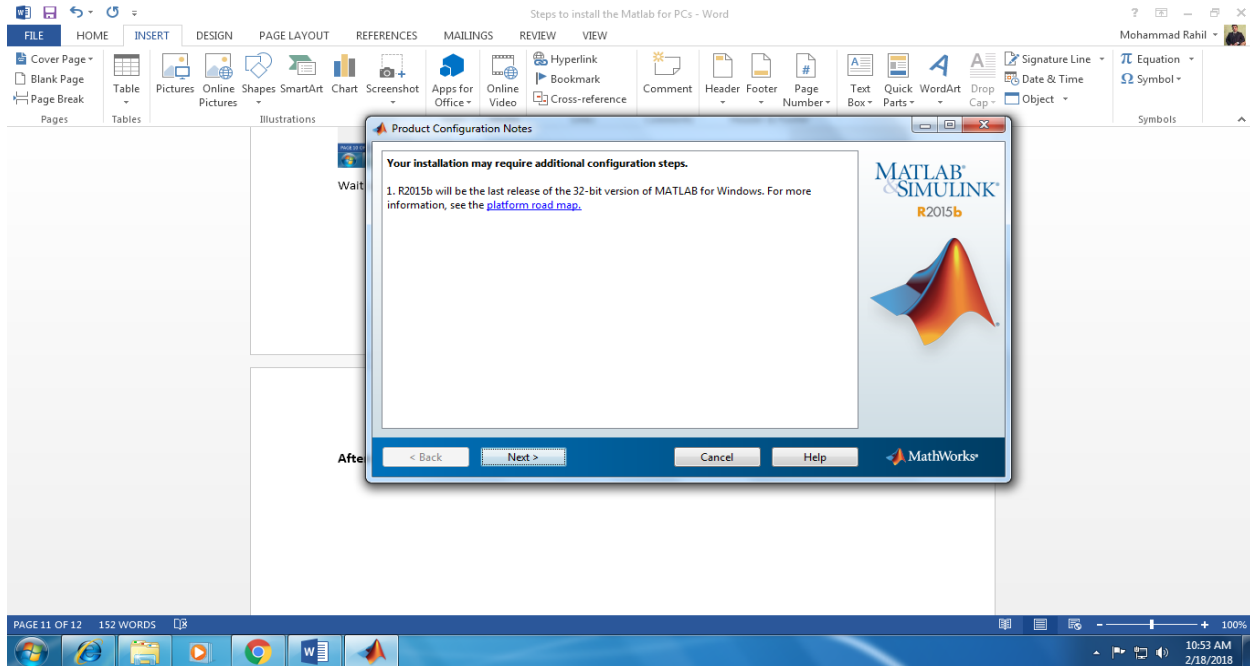 Steps to install the Matlab for PCs - Word
FILE HOME INSERT DESIGN PAGE LAYOUT REFERENCES MAILINGS REVIEW VIEW Mohammad Rahil
Cover Page
Blank Page
Page Break
Pages
Table
Tables
Pictures
Online
Pictures
Shapes
SmartArt
Chart
Screenshot
Illustrations
Apps for
Office
Online
Video
Hyperlink
Bookmark
Cross-reference
Comment
Header
Footer
Page
Number
Text
Box
Quick
Parts
WordArt
Drop
Cap
Signature Line
Date & Time
Object
Equation
Symbol
Symbols
Wait
After
Product Configuration Notes
Your installation may require additional configuration steps.
1. R2015b will be the last release of the 32-bit version of MATLAB for Windows. For more
information, see the platform road map.
MATLAB®
&SIMULINK®
R2015b
< Back Next > Cancel Help MathWorks®
PAGE 11 OF 12 152 WORDS 100%
10:53 AM
2/18/2018